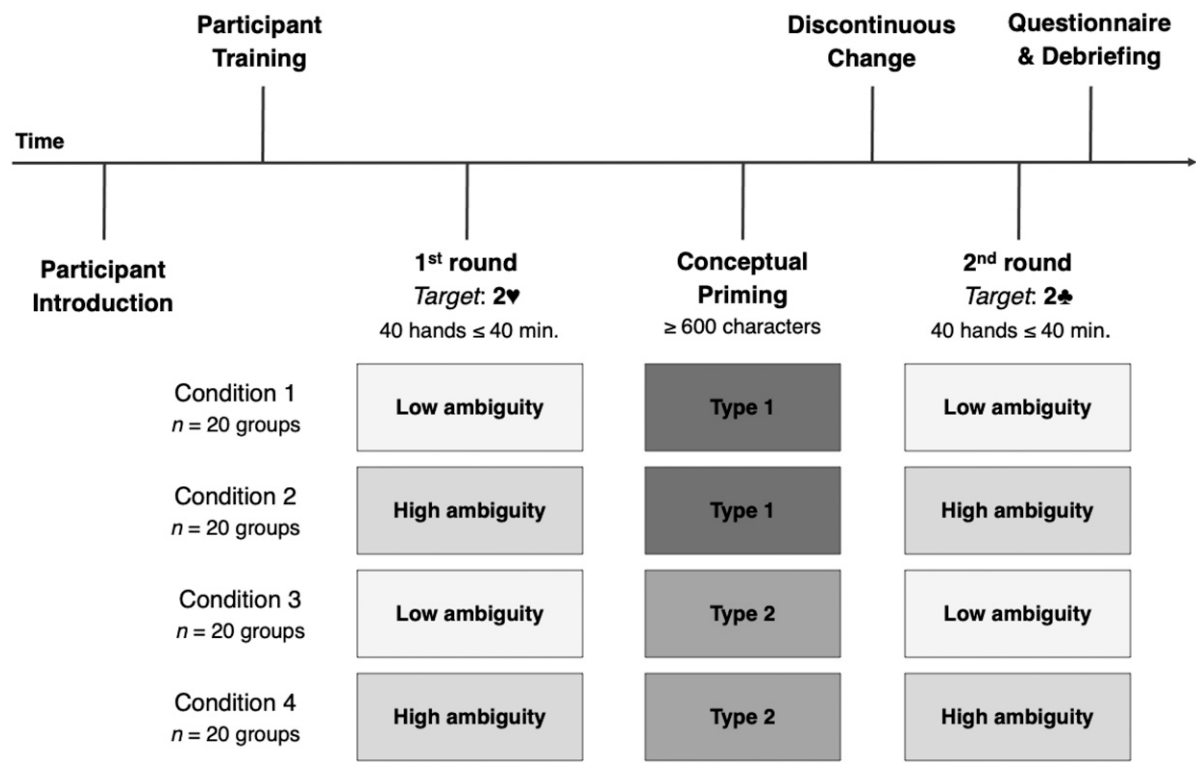 Participant
Training
Discontinuous
Change
Questionnaire
& Debriefing
Time
Participant
Introduction
1st round
Target: 2♥
40 hands ≤ 40 min.
Conceptual
Priming
≥ 600 characters
2nd round
Target: 2♣
40 hands ≤ 40 min.
Condition 1
n = 20 groups
Low ambiguity
Type 1
Low ambiguity
Condition 2
n = 20 groups
High ambiguity
Type 1
High ambiguity
Condition 3
n = 20 groups
Low ambiguity
Type 2
Low ambiguity
Condition 4
n = 20 groups
High ambiguity
Type 2
High ambiguity